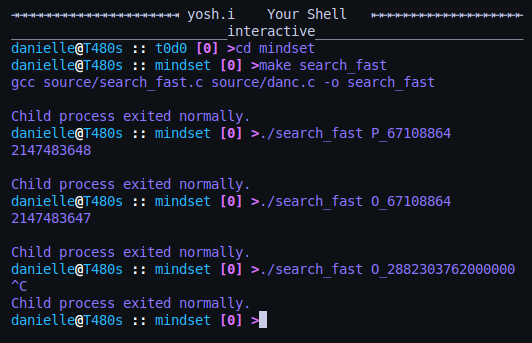 yosh.i    Your Shell
interactive
danielle@T480s :: t0d0 [0] >cd mindset
danielle@T480s :: mindset [0] >make search_fast
gcc source/search_fast.c source/danc.c -o search_fast
Child process exited normally.
danielle@T480s :: mindset [0] >./search_fast P_67108864
2147483648
Child process exited normally.
danielle@T480s :: mindset [0] >./search_fast O_67108864
2147483647
Child process exited normally.
danielle@T480s :: mindset [0] >./search_fast O_2882303762000000
^C
Child process exited normally.
danielle@T480s :: mindset [0] >